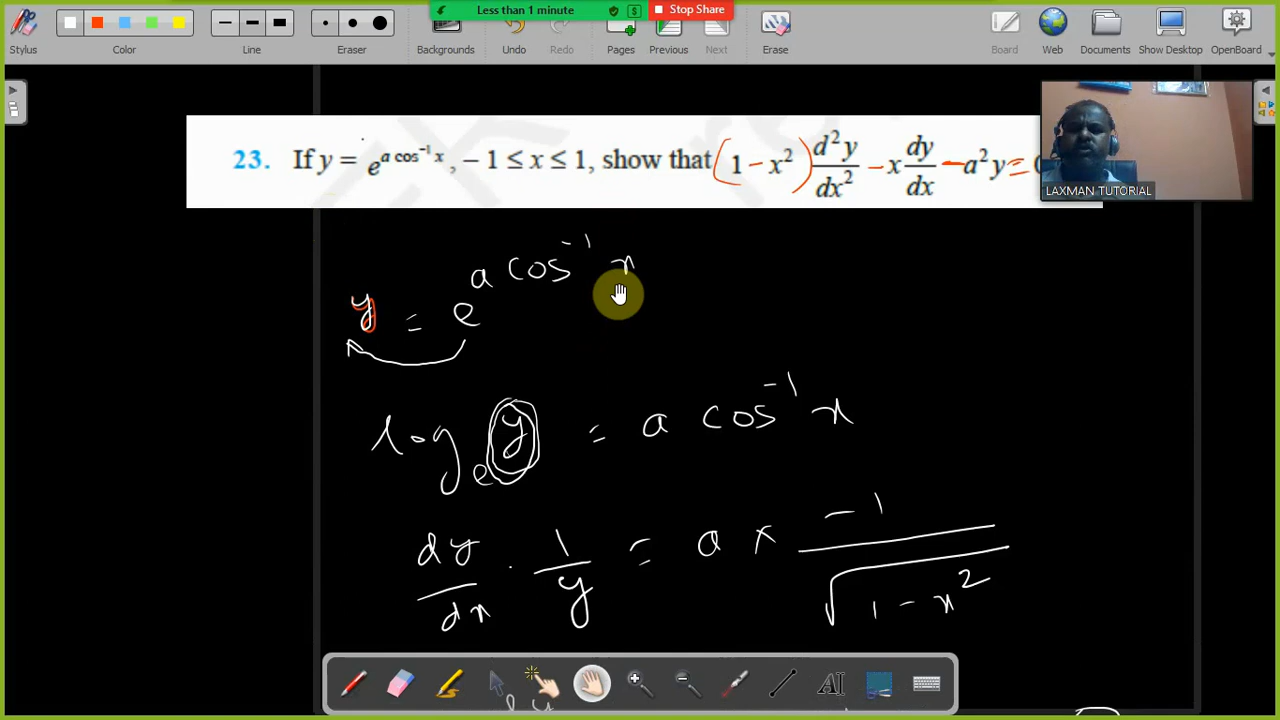 Less than 1 minute $ Stop Share
Stylus Color Line Eraser Backgrounds Undo Redo Pages Previous Next Erase Board Web Documents Show Desktop OpenBoard
23. If y = e^{a cos⁻¹ x}, – 1 ≤ x ≤ 1, show that (1 – x²) d²y/dx² – x dy/dx – a²y =
LAXMAN TUTORIAL
y = e^{a cos⁻¹ x}
logₑ y = a cos⁻¹ x
dy/dx · 1/y = a × -1/√(1 - x²)
AI